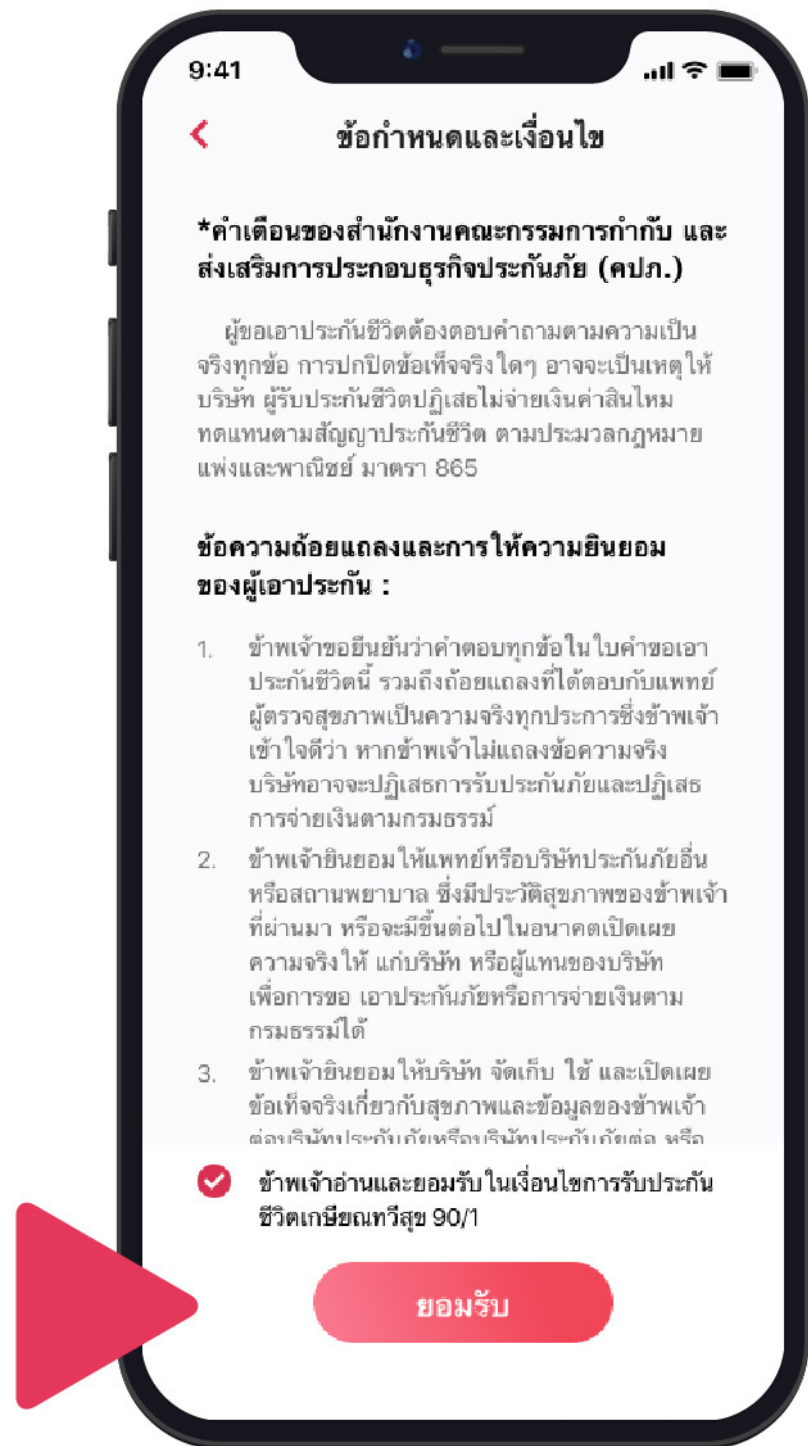 9:41
ข้อกำหนดและเงื่อนไข
*คำเตือนของสำนักงานคณะกรรมการกำกับ และ
ส่งเสริมการประกอบธุรกิจประกันภัย (คปภ.)
ผู้ขอเอาประกันชีวิตต้องตอบคำถามตามความเป็น
จริงทุกข้อ การปกปิดข้อเท็จจริงใดๆ อาจจะเป็นเหตุให้
บริษัท ผู้รับประกันชีวิตปฏิเสธไม่จ่ายเงินค่าสินไหม
ทดแทนตามสัญญาประกันชีวิต ตามประมวลกฎหมาย
แพ่งและพาณิชย์ มาตรา 865
ข้อความถ้อยแถลงและการให้ความยินยอม
ของผู้เอาประกัน :
1. ข้าพเจ้าขอยืนยันว่าคำตอบทุกข้อในใบคำขอเอา
ประกันชีวิตนี้ รวมถึงถ้อยแถลงที่ได้ตอบกับแพทย์
ผู้ตรวจสุขภาพเป็นความจริงทุกประการซึ่งข้าพเจ้า
เข้าใจดีว่า หากข้าพเจ้าไม่แถลงข้อความจริง
บริษัทอาจจะปฏิเสธการรับประกันภัยและปฏิเสธ
การจ่ายเงินตามกรมธรรม์
2. ข้าพเจ้ายินยอมให้แพทย์หรือบริษัทประกันภัยอื่น
หรือสถานพยาบาล ซึ่งมีประวัติสุขภาพของข้าพเจ้า
ที่ผ่านมา หรือจะมีขึ้นต่อไปในอนาคตเปิดเผย
ความจริงให้ แก่บริษัท หรือผู้แทนของบริษัท
เพื่อการขอ เอาประกันภัยหรือการจ่ายเงินตาม
กรมธรรม์ได้
3. ข้าพเจ้ายินยอมให้บริษัท จัดเก็บ ใช้ และเปิดเผย
ข้อเท็จจริงเกี่ยวกับสุขภาพและข้อมูลของข้าพเจ้า
ต่อบริษัทประกันภัยหรือบริษัทประกันภัยต่อ หรือ
ข้าพเจ้าอ่านและยอมรับในเงื่อนไขการรับประกัน
ชีวิตเกษียณทวีสุข 90/1
ยอมรับ